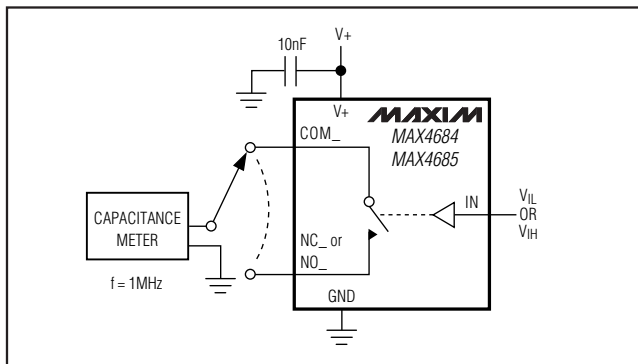 10nF
V+
V+
MAXIM
MAX4684
MAX4685
COM_
IN
VIL
OR
VIH
CAPACITANCE
METER
f = 1MHz
NC_ or
NO_
GND